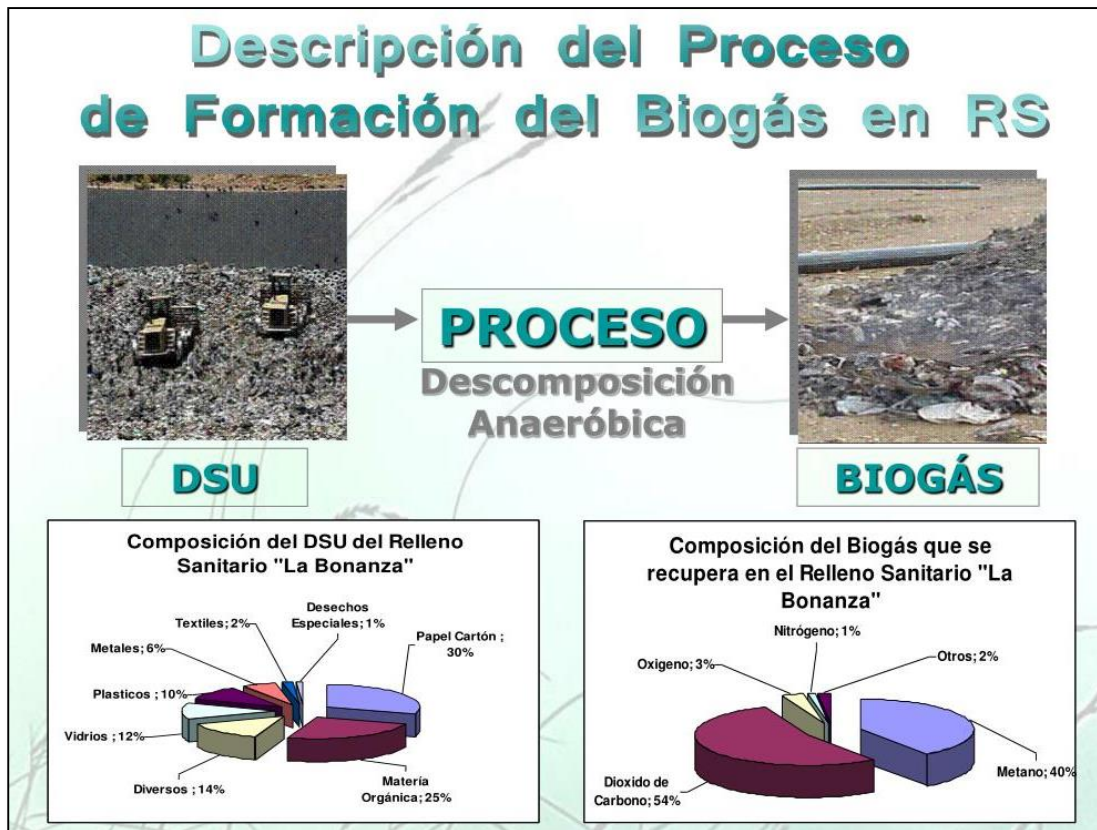 Descripción del Proceso
de Formación del Biogás en RS
PROCESO
Descomposición
Anaeróbica
DSU
BIOGÁS
Composición del DSU del Relleno
Sanitario "La Bonanza"
Desechos
Especiales; 1%
Textiles; 2%
Papel Cartón ;
30%
Metales; 6%
Plasticos ; 10%
Vidrios ; 12%
Diversos ; 14%
Matería
Orgánica; 25%
Composición del Biogás que se
recupera en el Relleno Sanitario "La
Bonanza"
Nitrógeno; 1%
Otros; 2%
Oxigeno; 3%
Metano; 40%
Dioxido de
Carbono; 54%